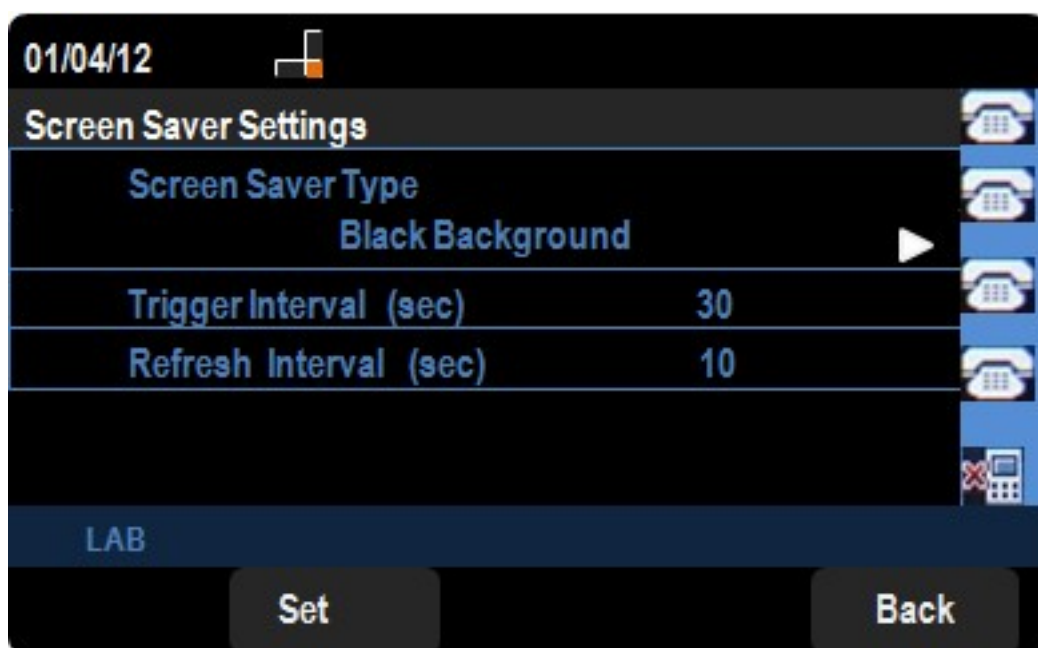 01/04/12
Screen Saver Settings
Screen Saver Type
Black Background
Trigger Interval (sec) 30
Refresh Interval (sec) 10
LAB
Set Back